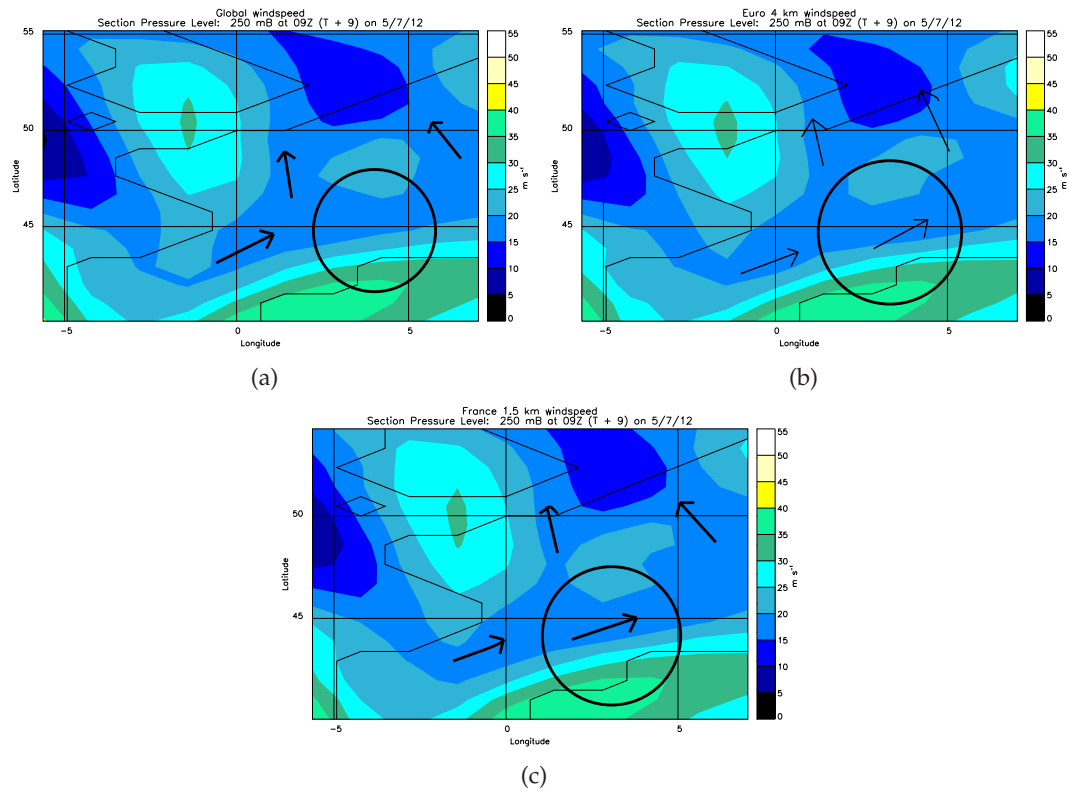 Global windspeed
Section Pressure Level: 250 mB at 09Z (T + 9) on 5/7/12
55
50
45
Latitude
-5
0
5
Longitude
55
50
45
40
35
30
25
20
15
10
5
0
m s⁻¹
(a)
Euro 4 km windspeed
Section Pressure Level: 250 mB at 09Z (T + 9) on 5/7/12
55
50
45
Latitude
-5
0
5
Longitude
55
50
45
40
35
30
25
20
15
10
5
0
m s⁻¹
(b)
France 1.5 km windspeed
Section Pressure Level: 250 mB at 09Z (T + 9) on 5/7/12
50
45
Latitude
-5
0
5
Longitude
55
50
45
40
35
30
25
20
15
10
5
0
m s⁻¹
(c)